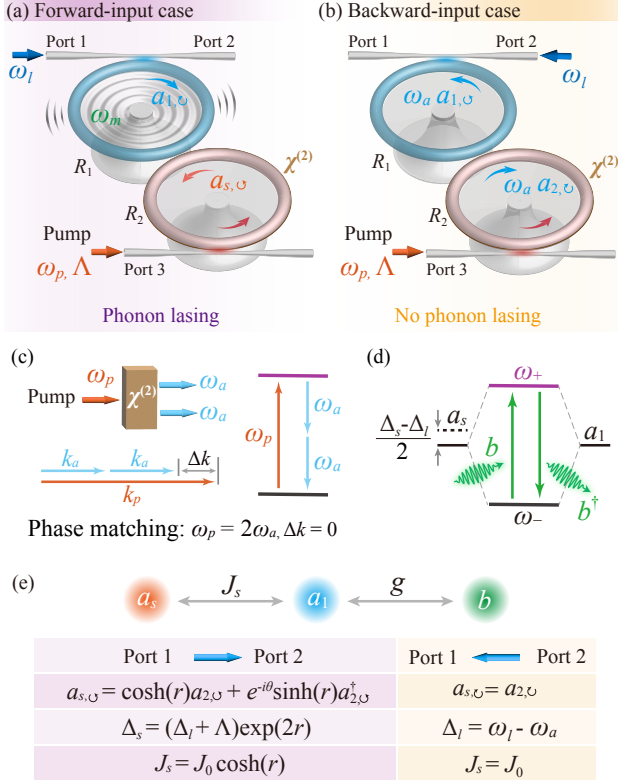 (a) Forward-input case
Port 1 Port 2
ω_l
a_{1,↻}
ω_m
R_1
χ^{(2)}
a_{s,↺}
R_2
Pump
ω_p, Λ
Port 3
Phonon lasing
(b) Backward-input case
Port 1 Port 2
ω_l
ω_a a_{1,↺}
R_1
χ^{(2)}
ω_a a_{2,↻}
R_2
Pump
ω_p, Λ
Port 3
No phonon lasing
(c)
ω_p
Pump χ^{(2)} ω_a
ω_a
k_a k_a Δk
k_p
ω_p ω_a
ω_a
Phase matching: ω_p = 2ω_a, Δk = 0
(d)
ω_+
Δ_s-Δ_l
2
a_s
a_1
b
b^†
ω_−
(e)
a_s J_s a_1 g b
Port 1 Port 2 Port 1 Port 2
a_{s,↺} = cosh(r)a_{2,↺} + e^{-iθ}sinh(r)a^†_{2,↺} a_{s,↺} = a_{2,↺}
Δ_s = (Δ_l + Λ)exp(2r) Δ_l = ω_l - ω_a
J_s = J_0 cosh(r) J_s = J_0